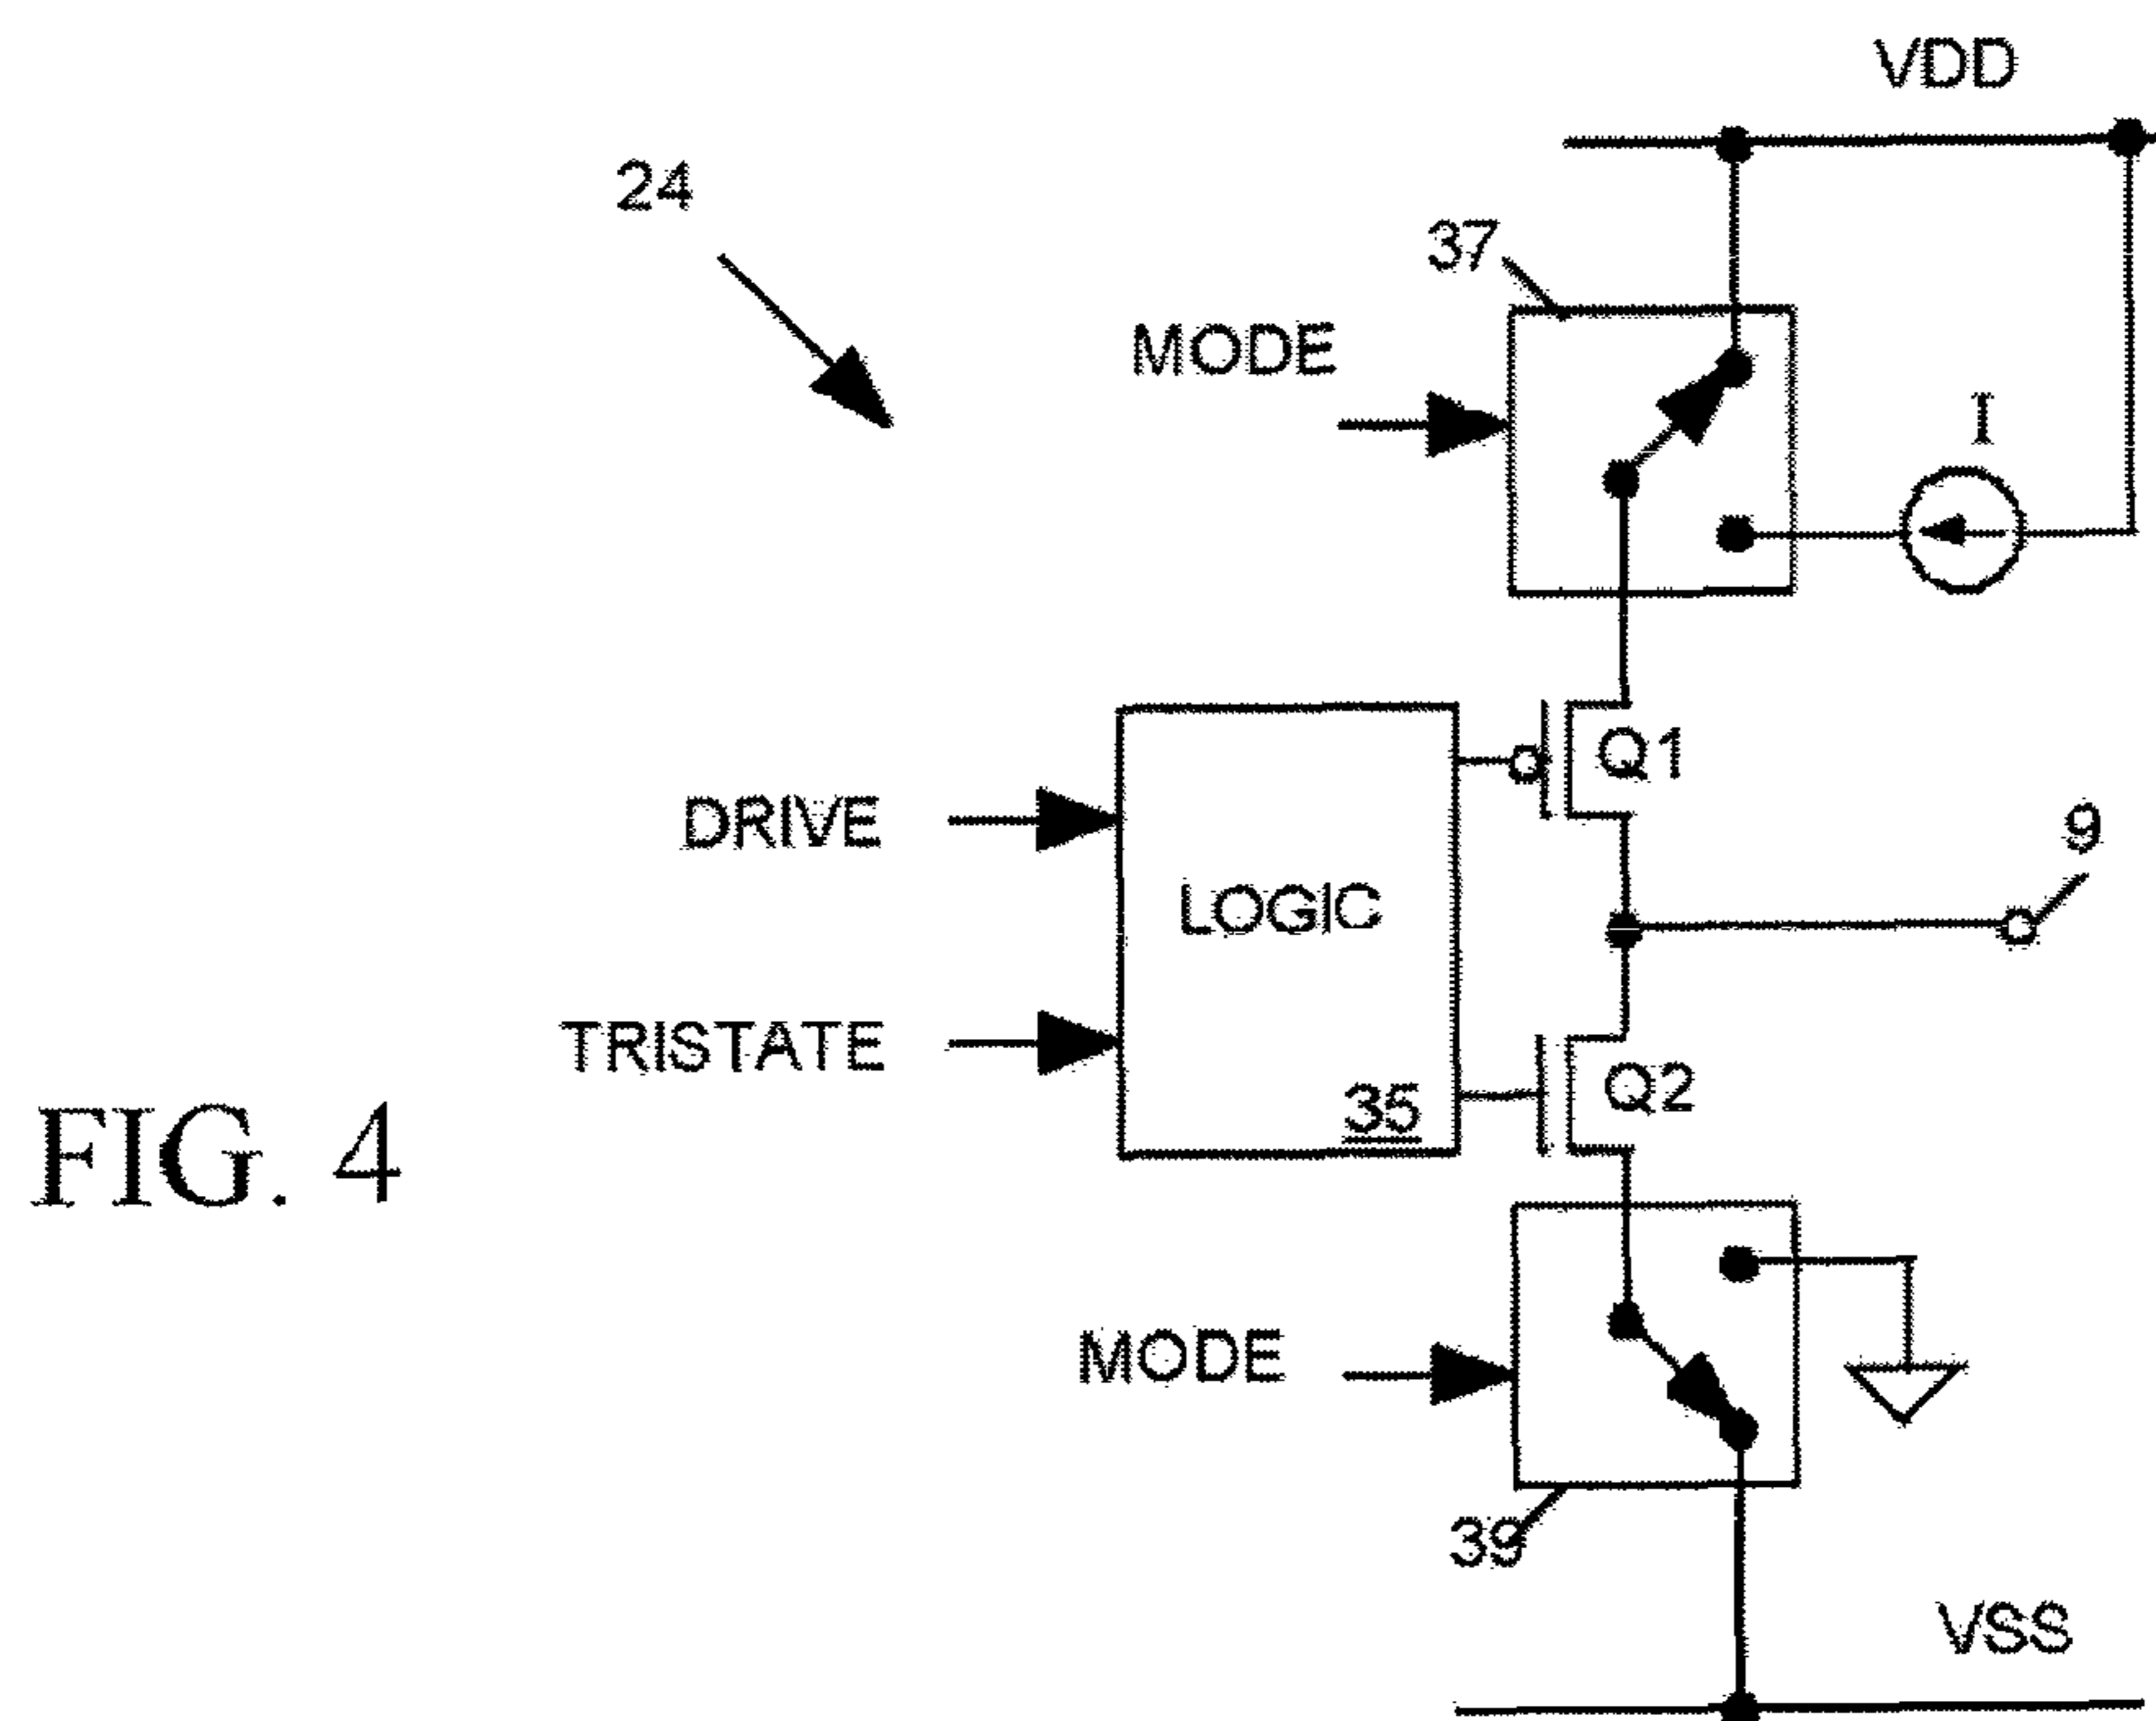 VDD
24
37
MODE
I
Q1
DRIVE
9
LOGIC
TRISTATE
Q2
35
FIG. 4
MODE
39
VSS